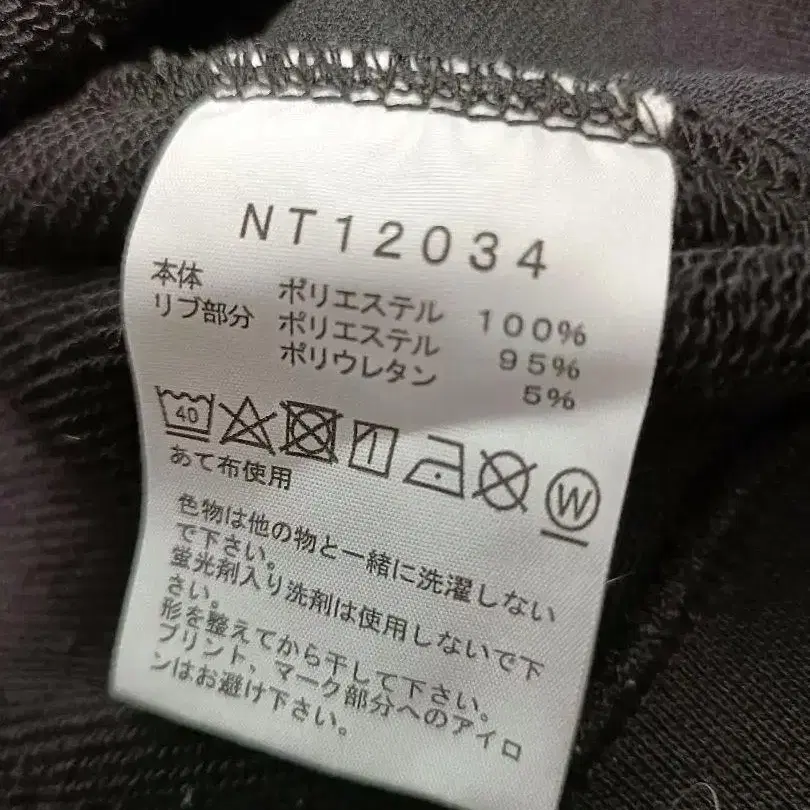 NT12034
本体 ポリエステル 100%
リブ部分 ポリエステル 95%
ポリウレタン 5%
40 W
あて布使用
色物は他の物と一緒に洗濯しない
で下さい。
蛍光剤入り洗剤は使用しないで下
さい。
形を整えてから干して下さい。
プリント、マーク部分へのアイロ
ンはお避け下さい。